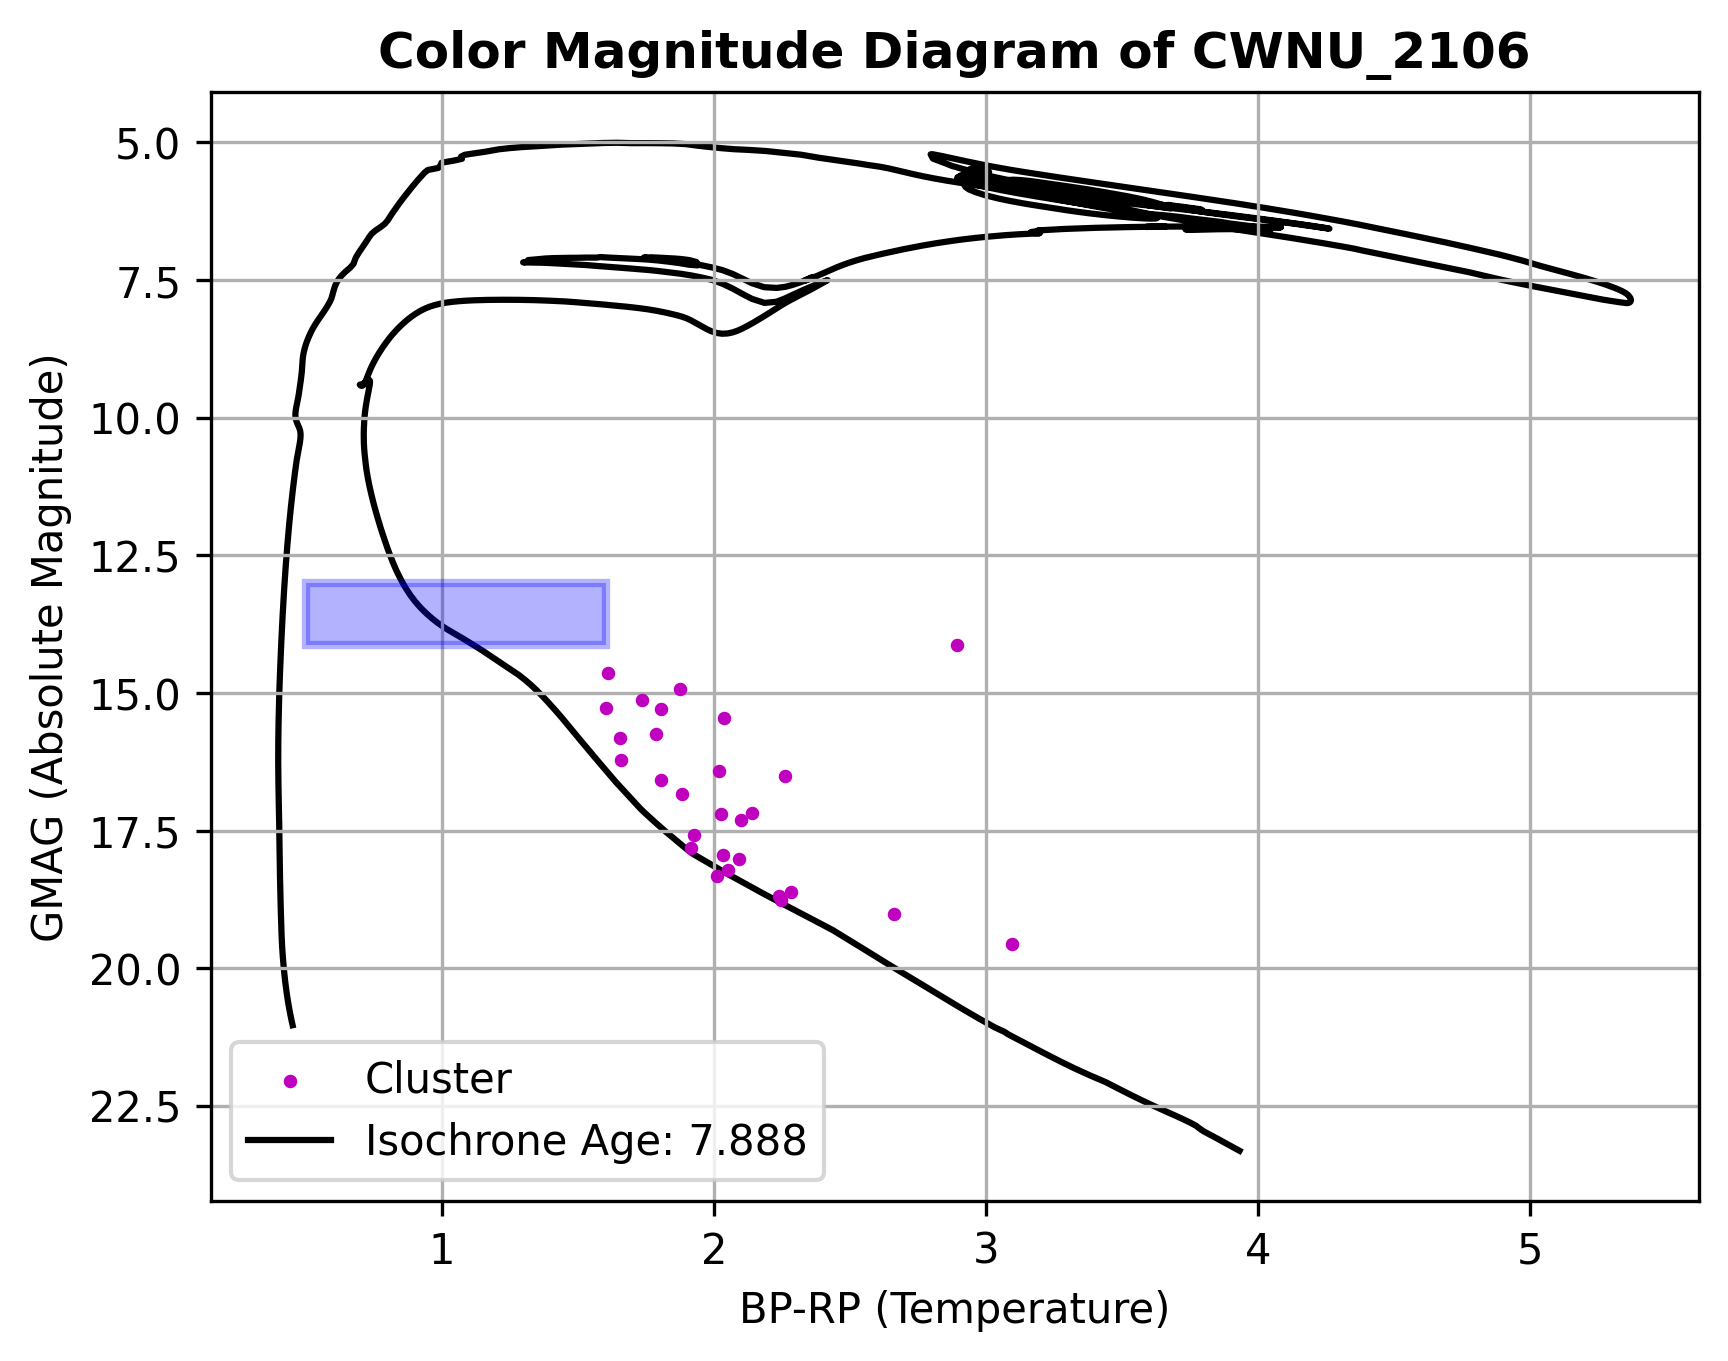 Color Magnitude Diagram of CWNU_2106
GMAG (Absolute Magnitude)
5.0
7.5
10.0
12.5
15.0
17.5
20.0
22.5
Cluster
Isochrone Age: 7.888
1 2 3 4 5
BP-RP (Temperature)